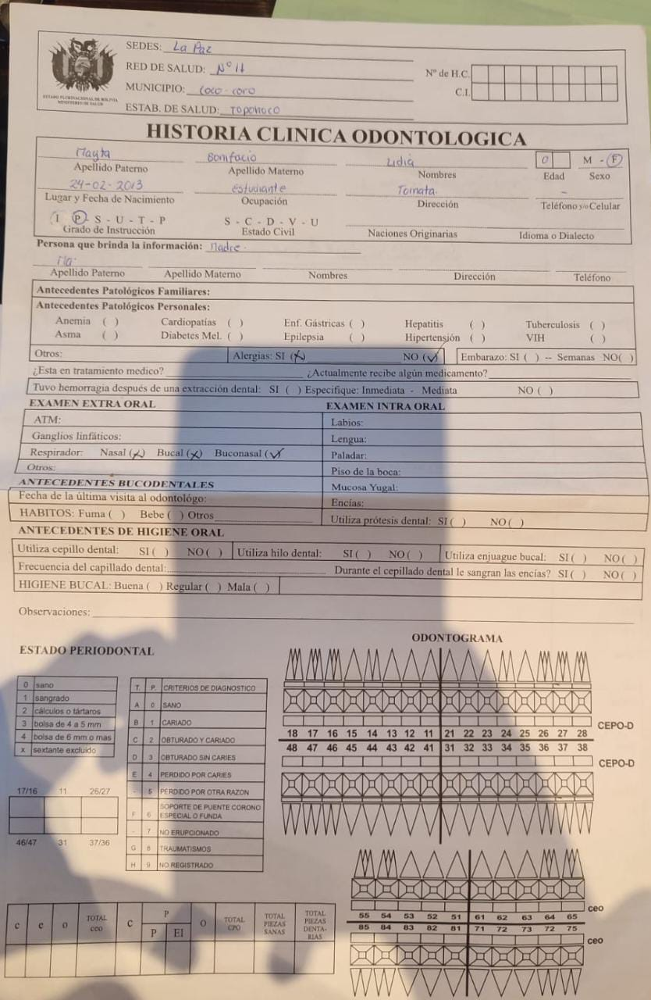 SEDES: La Paz
RED DE SALUD: N° 11
MUNICIPIO: Coco-coro
ESTAB. DE SALUD: Topohoco
Nº de H.C.
C.I.
ESTADO PLURINACIONAL DE BOLIVIA
MINISTERIO DE SALUD
HISTORIA CLINICA ODONTOLOGICA
Mayta Bonifacio Lidia 0 M - F
Apellido Paterno Apellido Materno Nombres Edad Sexo
24-02-2013 estudiante Tomata. -
Lugar y Fecha de Nacimiento Ocupación Dirección Teléfono y/o Celular
I P - S - U - T - P S - C - D - V - U
Grado de Instrucción Estado Civil Naciones Originarias Idioma o Dialecto
Persona que brinda la información: Madre.
Ma
Apellido Paterno Apellido Materno Nombres Dirección Teléfono
Antecedentes Patológicos Familiares:
Antecedentes Patológicos Personales:
Anemia ( ) Cardiopatías ( ) Enf. Gástricas ( ) Hepatitis ( ) Tuberculosis ( )
Asma ( ) Diabetes Mel. ( ) Epilepsia ( ) Hipertensión ( ) VIH ( )
Otros: Alergias: SI (x) NO (✓) Embarazo: SI ( ) -- Semanas NO( )
¿Esta en tratamiento medico? ¿Actualmente recibe algún medicamento?
Tuvo hemorragia después de una extracción dental: SI ( ) Especifique: Inmediata - Mediata NO ( )
EXAMEN EXTRA ORAL EXAMEN INTRA ORAL
ATM: Labios:
Ganglios linfáticos: Lengua:
Respirador: Nasal (x) Bucal (x) Buconasal (✓) Paladar:
Otros: Piso de la boca:
ANTECEDENTES BUCODENTALES Mucosa Yugal:
Fecha de la última visita al odontológo: Encías:
HABITOS: Fuma ( ) Bebe ( ) Otros Utiliza prótesis dental: SI ( ) NO ( )
ANTECEDENTES DE HIGIENE ORAL
Utiliza cepillo dental: SI ( ) NO ( ) Utiliza hilo dental: SI ( ) NO ( ) Utiliza enjuague bucal: SI ( ) NO ( )
Frecuencia del capillado dental: Durante el cepillado dental le sangran las encías? SI ( ) NO ( )
HIGIENE BUCAL: Buena ( ) Regular ( ) Mala ( )
Observaciones:
ESTADO PERIODONTAL
0 sano
1 sangrado
2 cálculos o tártaros
3 bolsa de 4 a 5 mm
4 bolsa de 6 mm o mas
x sextante excluido
17/16 11 26/27
46/47 31 37/36
T. P. CRITERIOS DE DIAGNOSTICO
A 0 SANO
B 1 CARIADO
C 2 OBTURADO Y CARIADO
D 3 OBTURADO SIN CARIES
E 4 PERDIDO POR CARIES
- 5 PERDIDO POR OTRA RAZON
F 6 SOPORTE DE PUENTE CORONO ESPECIAL O FUNDA
- 7 NO ERUPCIONADO
G 8 TRAUMATISMOS
H 9 NO REGISTRADO
ODONTOGRAMA
CEPO-D
18 17 16 15 14 13 12 11 21 22 23 24 25 26 27 28
48 47 46 45 44 43 42 41 31 32 33 34 35 36 37 38
CEPO-D
ceo
55 54 53 52 51 61 62 63 64 65
85 84 83 82 81 71 72 73 72 75
ceo
c e o TOTAL ceo C P O TOTAL CPO TOTAL PIEZAS SANAS TOTAL PIEZAS DENTA-RIAS
P EI